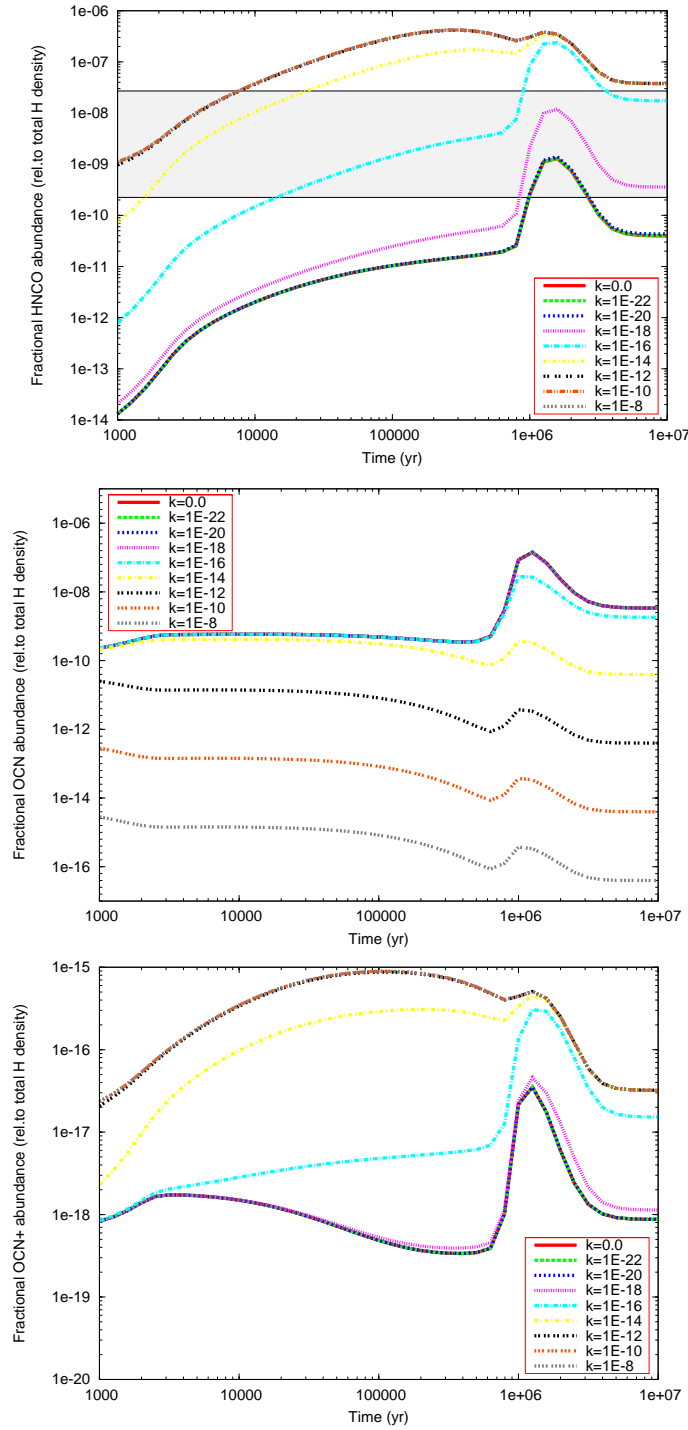 1e-06
1e-07
1e-08
1e-09
1e-10
1e-11
1e-12
1e-13
1e-14
Fractional HNCO abundance (rel.to total H density)
k=0.0
k=1E-22
k=1E-20
k=1E-18
k=1E-16
k=1E-14
k=1E-12
k=1E-10
k=1E-8
1000 10000 100000 1e+06 1e+07
Time (yr)
k=0.0
k=1E-22
k=1E-20
k=1E-18
k=1E-16
k=1E-14
k=1E-12
k=1E-10
k=1E-8
1e-06
1e-08
1e-10
1e-12
1e-14
1e-16
Fractional OCN abundance (rel.to total H density)
1000 10000 100000 1e+06 1e+07
Time (yr)
1e-15
1e-16
1e-17
1e-18
1e-19
1e-20
Fractional OCN+ abundance (rel.to total H density)
k=0.0
k=1E-22
k=1E-20
k=1E-18
k=1E-16
k=1E-14
k=1E-12
k=1E-10
k=1E-8
1000 10000 100000 1e+06 1e+07
Time (yr)